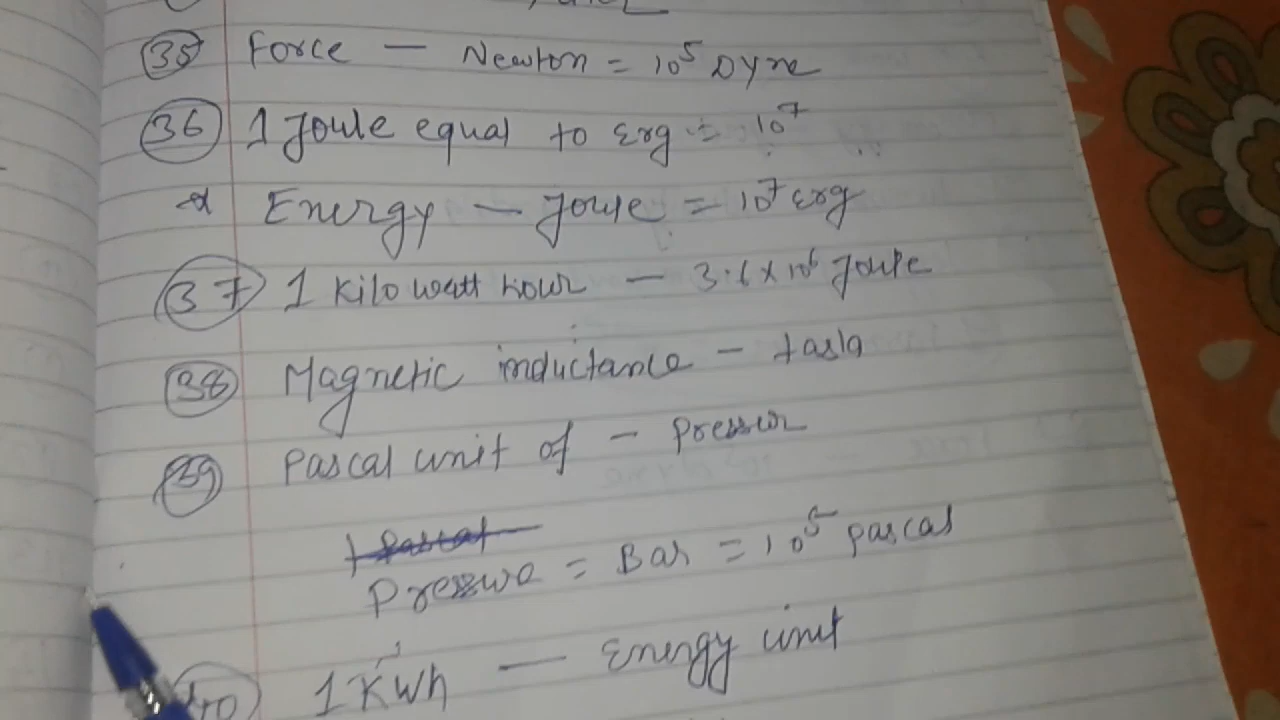 35 Force — Newton = 10⁵ Dyne
36 1 Joule equal to Erg = 10⁷
Energy — Joule = 10⁷ Erg
37 1 Kilo watt hour — 3.6 x 10⁶ Joule
38 Magnetic inductance - tasla
39 Pascal unit of - Pressur
1 Pascal
Pressure = Bar = 10⁵ pascal
40 1 KWh — Energy unit